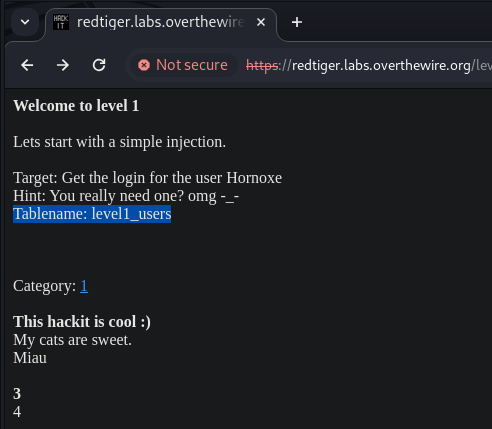 HACK
IT
redtiger.labs.overthewire
Not secure
https://redtiger.labs.overthewire.org/lev
Welcome to level 1
Lets start with a simple injection.
Target: Get the login for the user Hornoxe
Hint: You really need one? omg -_-
Tablename: level1_users
Category: 1
This hackit is cool :)
My cats are sweet.
Miau
3
4